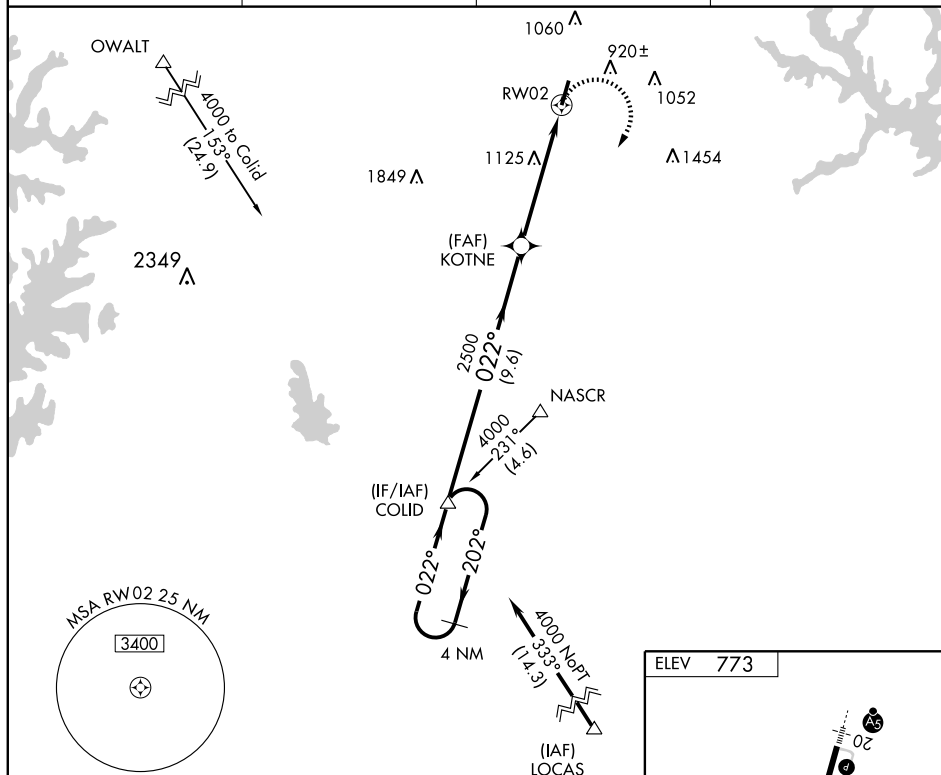 1060
OWALT
920±
RW02
1052
4000 to Colid
153°
(24.9)
1125
1454
1849
(FAF)
KOTNE
2349
2500
022°
(9.6)
NASCR
4000
231°
(4.6)
(IF/IAF)
COLID
022°
202°
MSA RW02 25 NM
3400
4 NM
4000 NoPT
333°
(14.3)
(IAF)
LOCAS
ELEV 773
A5
20
P